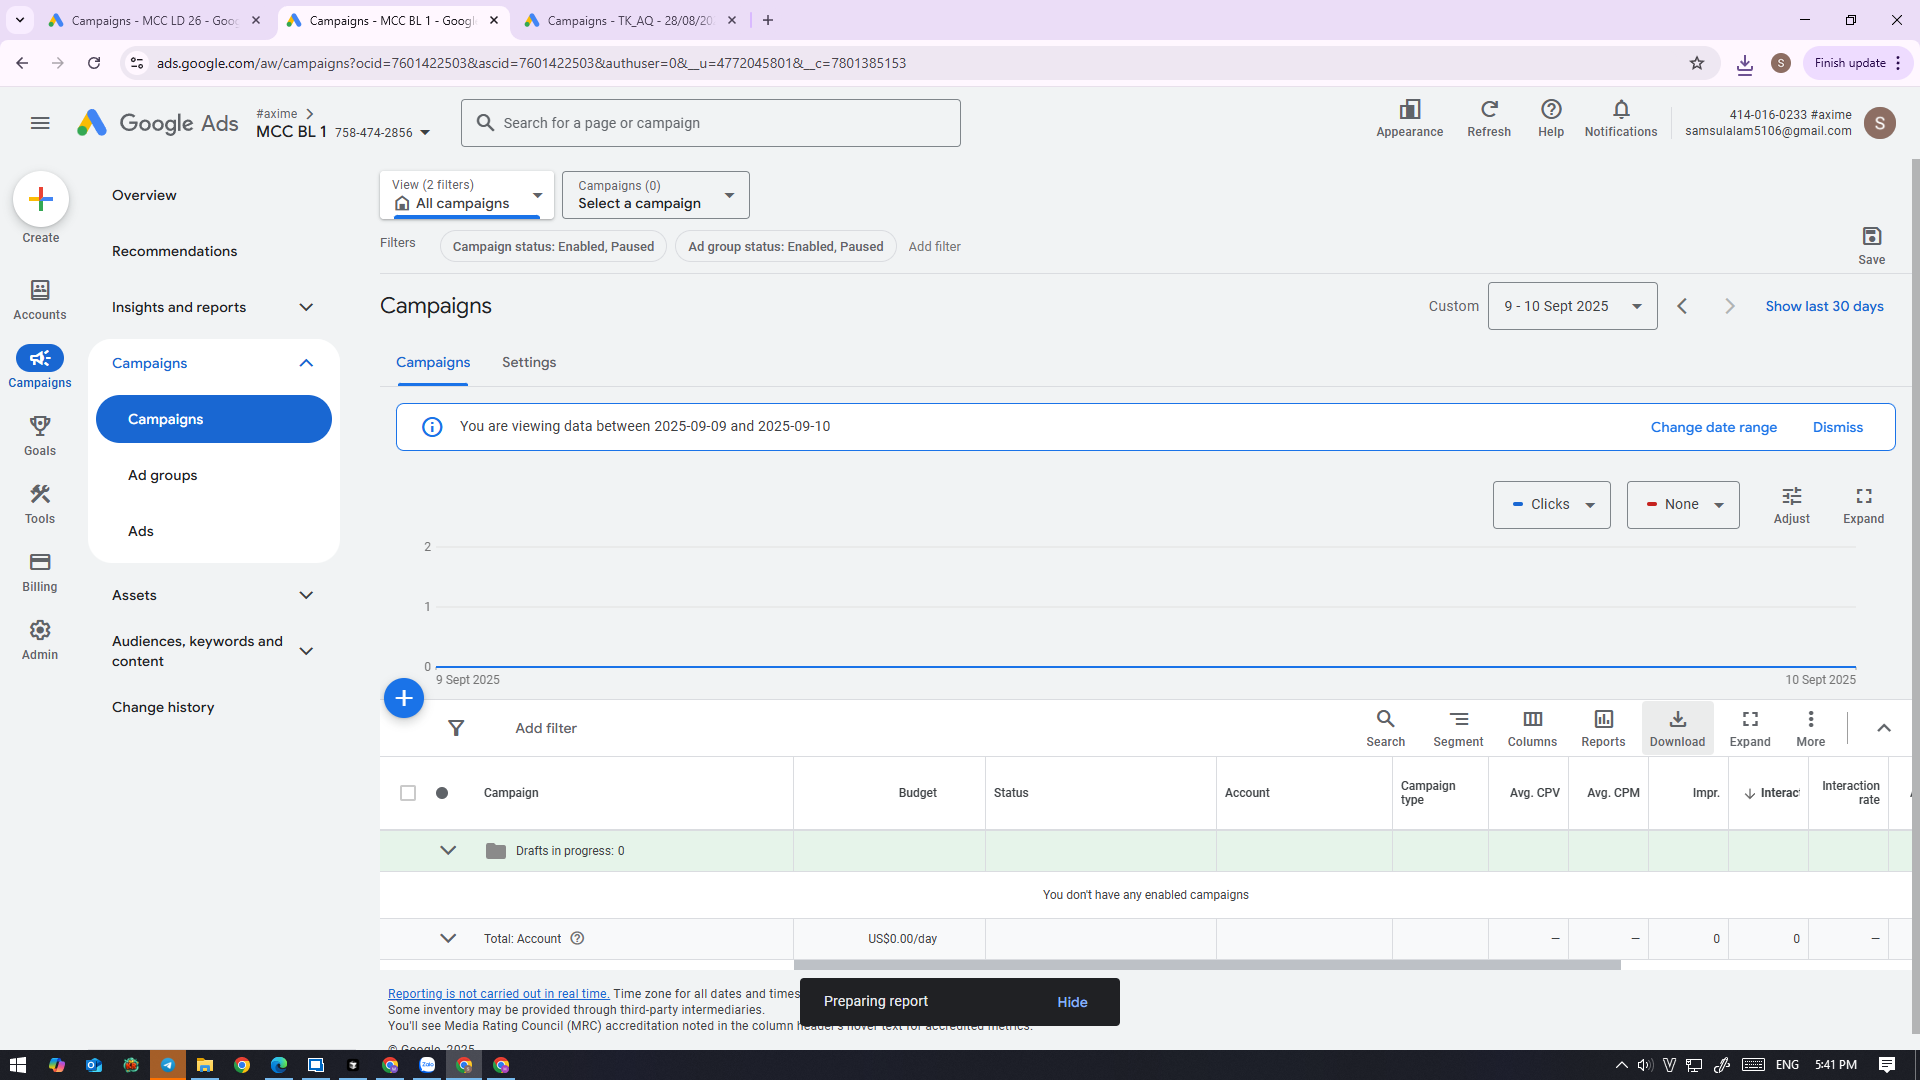 Campaigns - MCC LD 26 - Goog
Campaigns - MCC BL 1 - Google
Campaigns - TK_AQ - 28/08/20
ads.google.com/aw/campaigns?ocid=7601422503&ascid=7601422503&authuser=0&__u=4772045801&__c=7801385153
S
Finish update
Google Ads
#axime
MCC BL 1 758-474-2856
Search for a page or campaign
Appearance
Refresh
Help
Notifications
414-016-0233 #axime
samsulalam5106@gmail.com
S
Create
Accounts
Campaigns
Goals
Tools
Billing
Admin
Overview
Recommendations
Insights and reports
Campaigns
Campaigns
Ad groups
Ads
Assets
Audiences, keywords and
content
Change history
View (2 filters)
All campaigns
Campaigns (0)
Select a campaign
Filters
Campaign status: Enabled, Paused
Ad group status: Enabled, Paused
Add filter
Save
Campaigns
Custom
9 - 10 Sept 2025
Show last 30 days
Campaigns
Settings
You are viewing data between 2025-09-09 and 2025-09-10
Change date range
Dismiss
Clicks
None
Adjust
Expand
2
1
0
9 Sept 2025
10 Sept 2025
Add filter
Search
Segment
Columns
Reports
Download
Expand
More
Campaign
Budget
Status
Account
Campaign
type
Avg. CPV
Avg. CPM
Impr.
Interact
Interaction
rate
Drafts in progress: 0
You don't have any enabled campaigns
Total: Account
US$0.00/day
—
—
0
0
—
Reporting is not carried out in real time. Time zone for all dates and times
Some inventory may be provided through third-party intermediaries.
You'll see Media Rating Council (MRC) accreditation noted in the column header's hover text for accredited metrics.
© Google, 2025
Preparing report
Hide
Zalo
ENG
5:41 PM